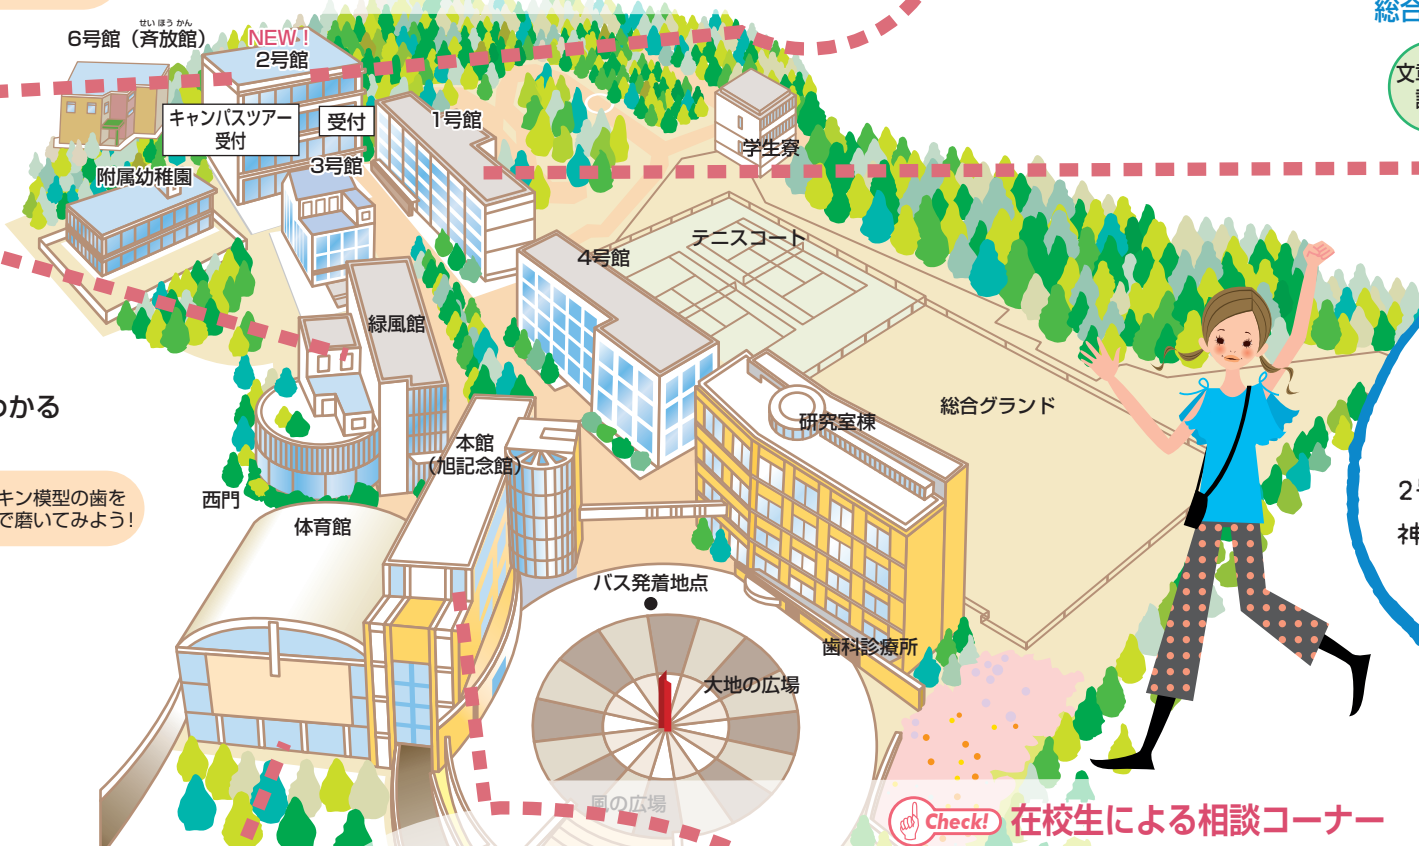 総合
せいほうかん
6号館（斉放館）
NEW！
2号館
文章
キャンパスツアー
受付
受付
1号館
学生寮
3号館
附属幼稚園
テニスコート
4号館
緑風館
わかる
総合グランド
研究室棟
本館
（旭記念館）
キン模型の歯を
で磨いてみよう！
西門
体育館
2号
神
バス発着地点
歯科診療所
大地の広場
風の広場
Check!
在校生による相談コーナー